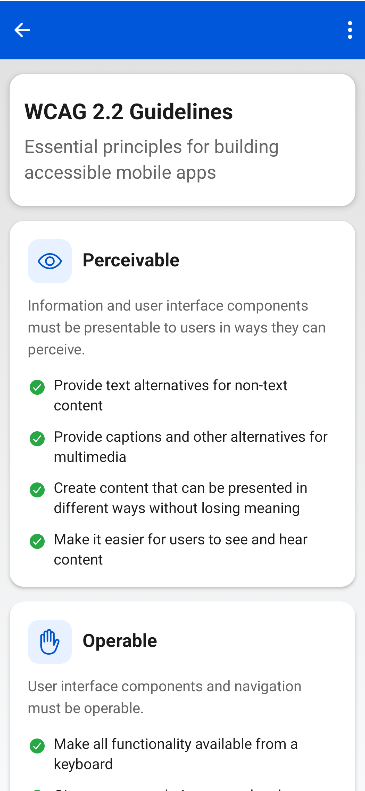 WCAG 2.2 Guidelines
Essential principles for building
accessible mobile apps
Perceivable
Information and user interface components
must be presentable to users in ways they can
perceive.
Provide text alternatives for non-text
content
Provide captions and other alternatives for
multimedia
Create content that can be presented in
different ways without losing meaning
Make it easier for users to see and hear
content
Operable
User interface components and navigation
must be operable.
Make all functionality available from a
keyboard